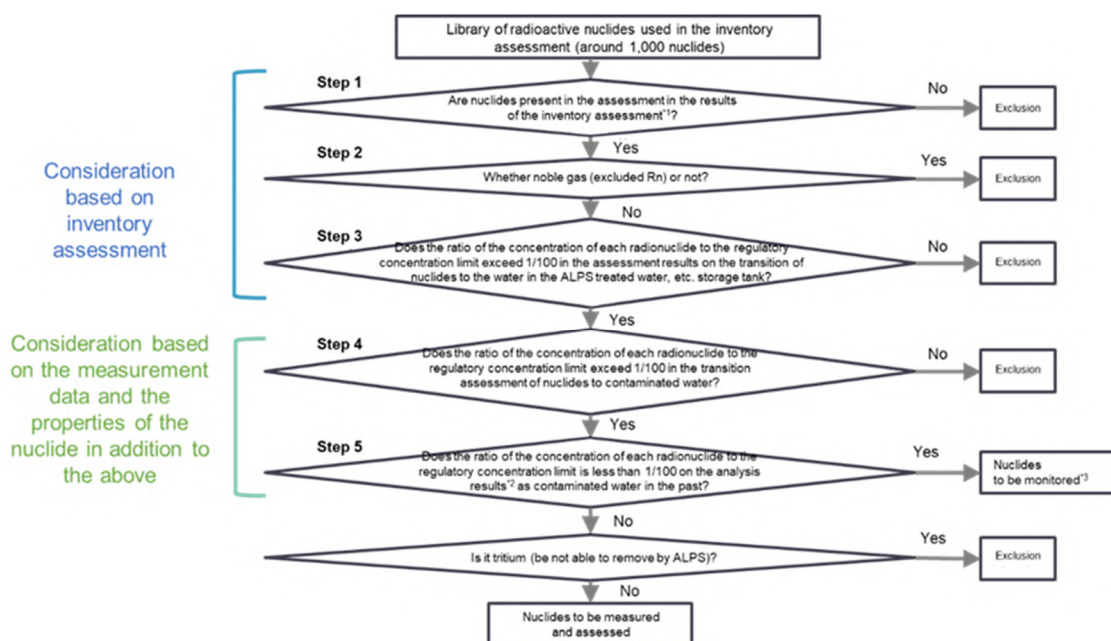 Library of radioactive nuclides used in the inventory
assessment (around 1,000 nuclides)
Step 1
Are nuclides present in the assessment in the results
of the inventory assessment*1?
No
Exclusion
Yes
Step 2
Whether noble gas (excluded Rn) or not?
Yes
Exclusion
No
Consideration
based on
inventory
assessment
Step 3
Does the ratio of the concentration of each radionuclide to the regulatory
concentration limit exceed 1/100 in the assessment results on the transition of
nuclides to the water in the ALPS treated water, etc. storage tank?
No
Exclusion
Yes
Consideration based
on the measurement
data and the
properties of the
nuclide in addition to
the above
Step 4
Does the ratio of the concentration of each radionuclide to the
regulatory concentration limit exceed 1/100 in the transition
assessment of nuclides to contaminated water?
No
Exclusion
Yes
Step 5
Does the ratio of the concentration of each radionuclide to the
regulatory concentration limit is less than 1/100 on the analysis
results*2 as contaminated water in the past?
Yes
Nuclides
to be monitored*3
No
Is it tritium (be not able to remove by ALPS)?
Yes
Exclusion
No
Nuclides to be measured
and assessed